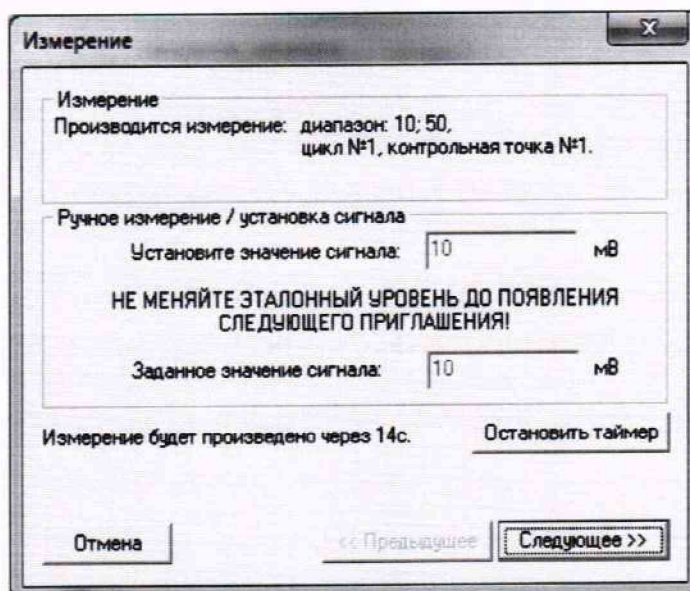 Измерение
x
Измерение
Производится измерение: диапазон: 10; 50,
цикл №1, контрольная точка №1.
Ручное измерение / установка сигнала
Установите значение сигнала: 10 мВ
НЕ МЕНЯЙТЕ ЭТАЛОННЫЙ УРОВЕНЬ ДО ПОЯВЛЕНИЯ
СЛЕДУЮЩЕГО ПРИГЛАШЕНИЯ!
Заданное значение сигнала: 10 мВ
Измерение будет произведено через 14с. Остановить таймер
Отмена << Предыдущее Следующее >>